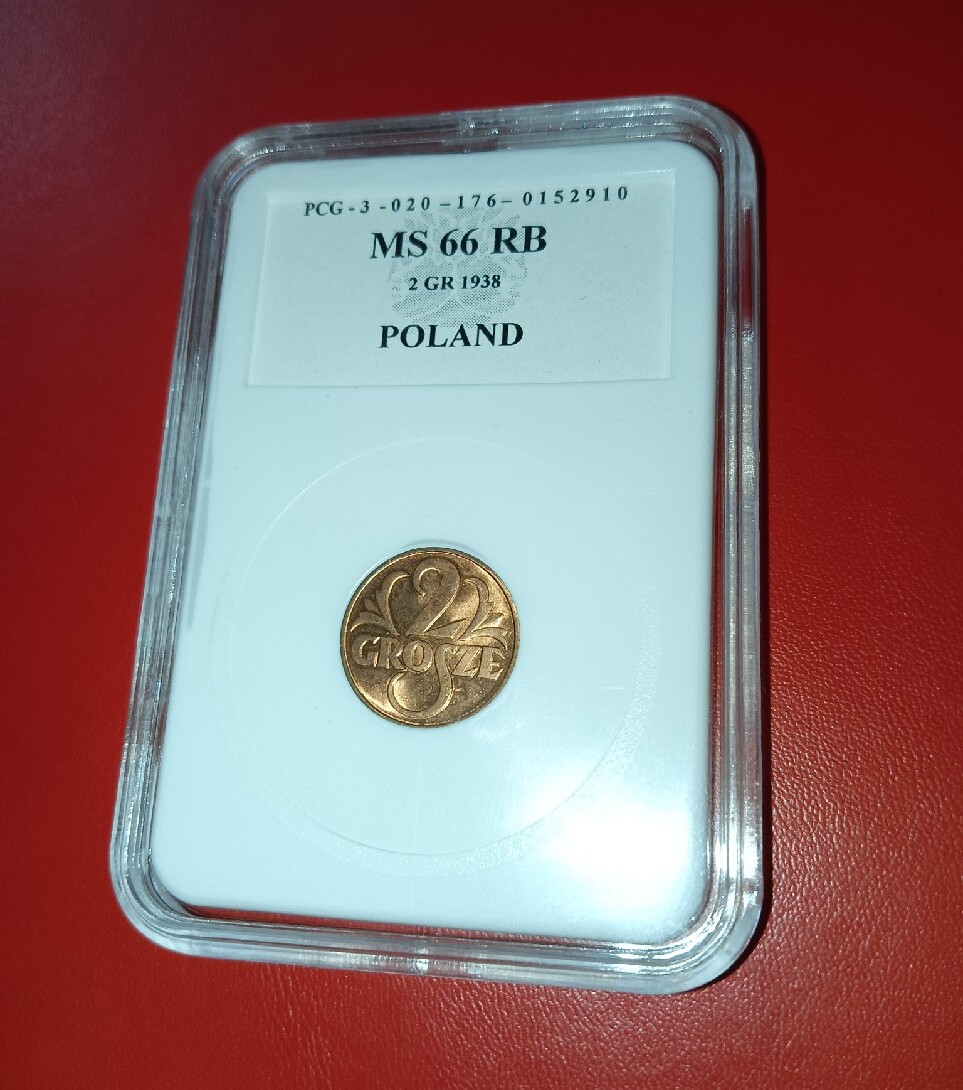 PCG - 3 - 020 – 176 – 0152910
MS 66 RB
2 GR 1938
POLAND
2
GROSZE